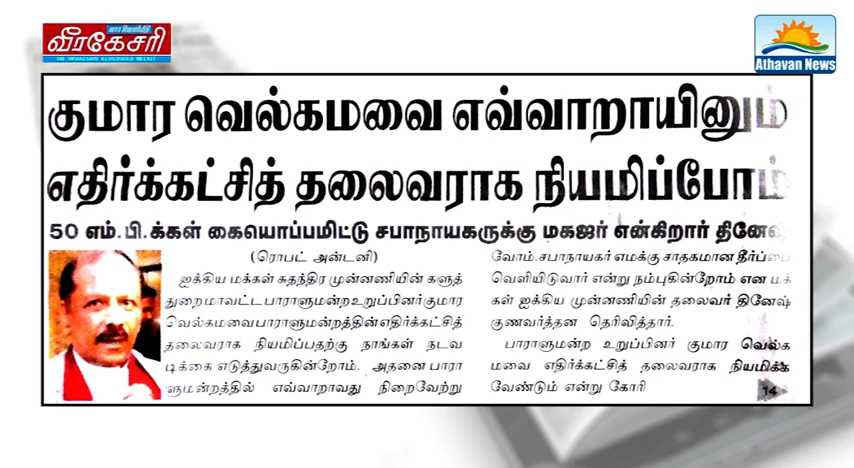 வார வெளியீடு
வீரகேசரி
THE VIRAKESARI ILLUSTRATED WEEKLY
Athavan News
குமார வெல்கமவை எவ்வாறாயினும்
எதிர்க்கட்சித் தலைவராக நியமிப்போம்
50 எம்.பி.க்கள் கையொப்பமிட்டு சபாநாயகருக்கு மகஜர் என்கிறார் தினேஷ்
(ரொபட் அன்டனி)
ஐக்கிய மக்கள் சுதந்திர முன்னணியின் களுத்
துறைமாவட்ட பாராளுமன்ற உறுப்பினர் குமார
வெல்கமவை பாராளுமன்றத்தின் எதிர்க்கட்சித்
தலைவராக நியமிப்பதற்கு நாங்கள் நடவ
டிக்கை எடுத்துவருகின்றோம். அதனை பாரா
ளுமன்றத்தில் எவ்வாறாவது நிறைவேற்று
வோம். சபாநாயகர் எமக்கு சாதகமான தீர்ப்பை
வெளியிடுவார் என்று நம்புகின்றோம் என மக்
கள் ஐக்கிய முன்னணியின் தலைவர் தினேஷ்
குணவர்த்தன தெரிவித்தார்.
பாராளுமன்ற உறுப்பினர் குமார வெல்க
மவை எதிர்க்கட்சித் தலைவராக நியமிக்க
வேண்டும் என்று கோரி
14